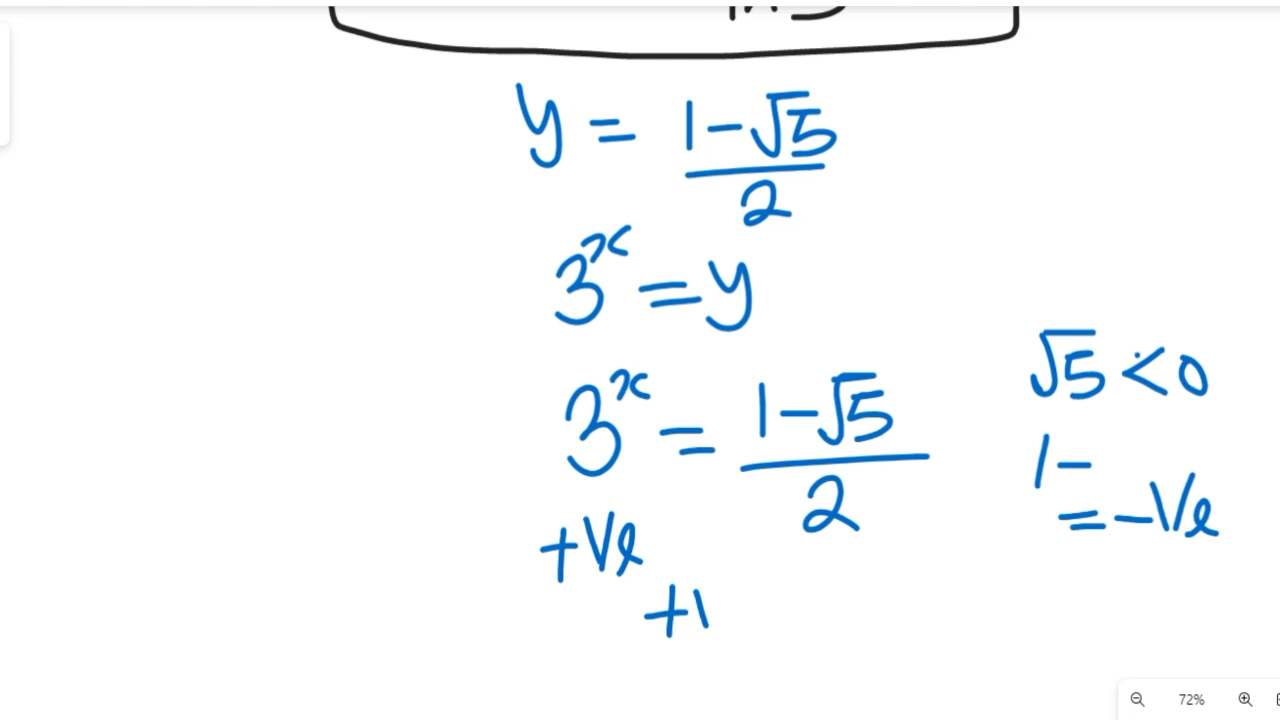 y = (1-√5)/2
3^x = y
3^x = (1-√5)/2
√5 < 0
1-
= -Ve
+Ve
+1
72%